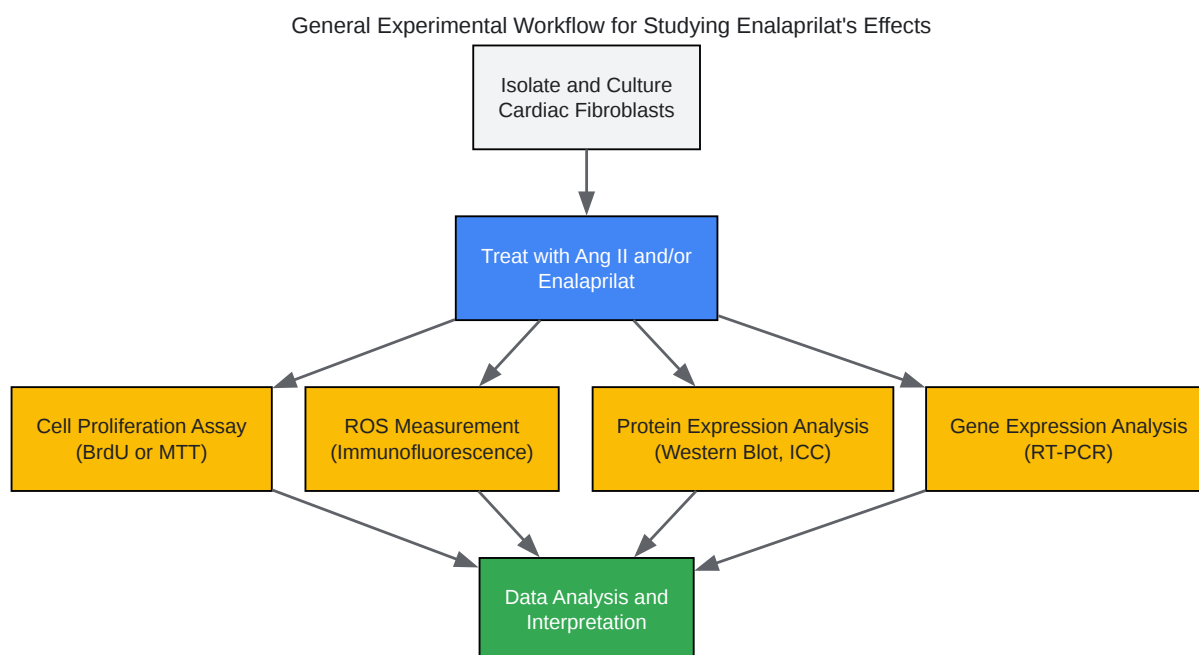 General Experimental Workflow for Studying Enalaprilat's Effects
Isolate and Culture
Cardiac Fibroblasts
Treat with Ang II and/or
Enalaprilat
Cell Proliferation Assay
(BrdU or MTT)
ROS Measurement
(Immunofluorescence)
Protein Expression Analysis
(Western Blot, ICC)
Gene Expression Analysis
(RT-PCR)
Data Analysis and
Interpretation